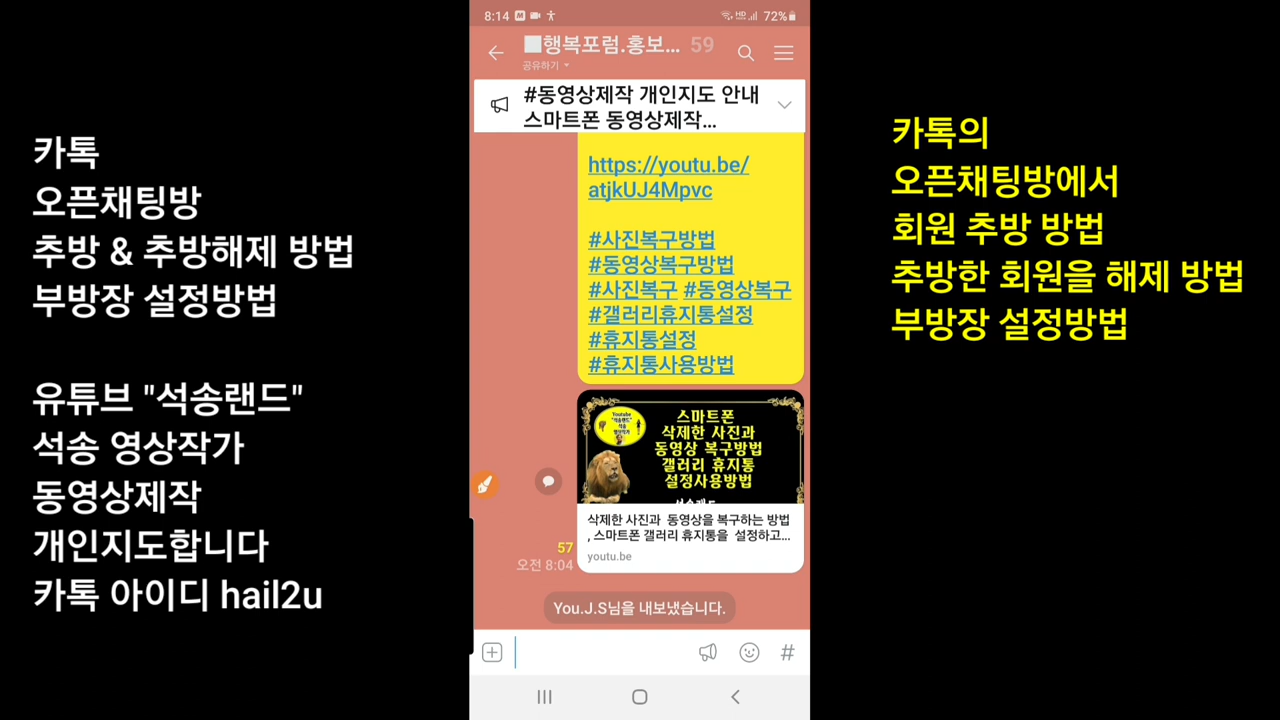 카톡
오픈채팅방
추방 & 추방해제 방법
부방장 설정방법
유튜브 "석송랜드"
석송 영상작가
동영상제작
개인지도합니다
카톡 아이디 hail2u
8:14
72%
행복포럼.홍보... 59
공유하기
#동영상제작 개인지도 안내
스마트폰 동영상제작...
https://youtu.be/
atjkUJ4Mpvc
#사진복구방법
#동영상복구방법
#사진복구 #동영상복구
#갤러리휴지통설정
#휴지통설정
#휴지통사용방법
Youtube
"석송랜드"
석송
영상작가
스마트폰
삭제한 사진과
동영상 복구방법
갤러리 휴지통
설정사용방법
삭제한 사진과 동영상을 복구하는 방법
, 스마트폰 갤러리 휴지통을 설정하고...
youtu.be
57
오전 8:04
You.J.S님을 내보냈습니다.
카톡의
오픈채팅방에서
회원 추방 방법
추방한 회원을 해제 방법
부방장 설정방법